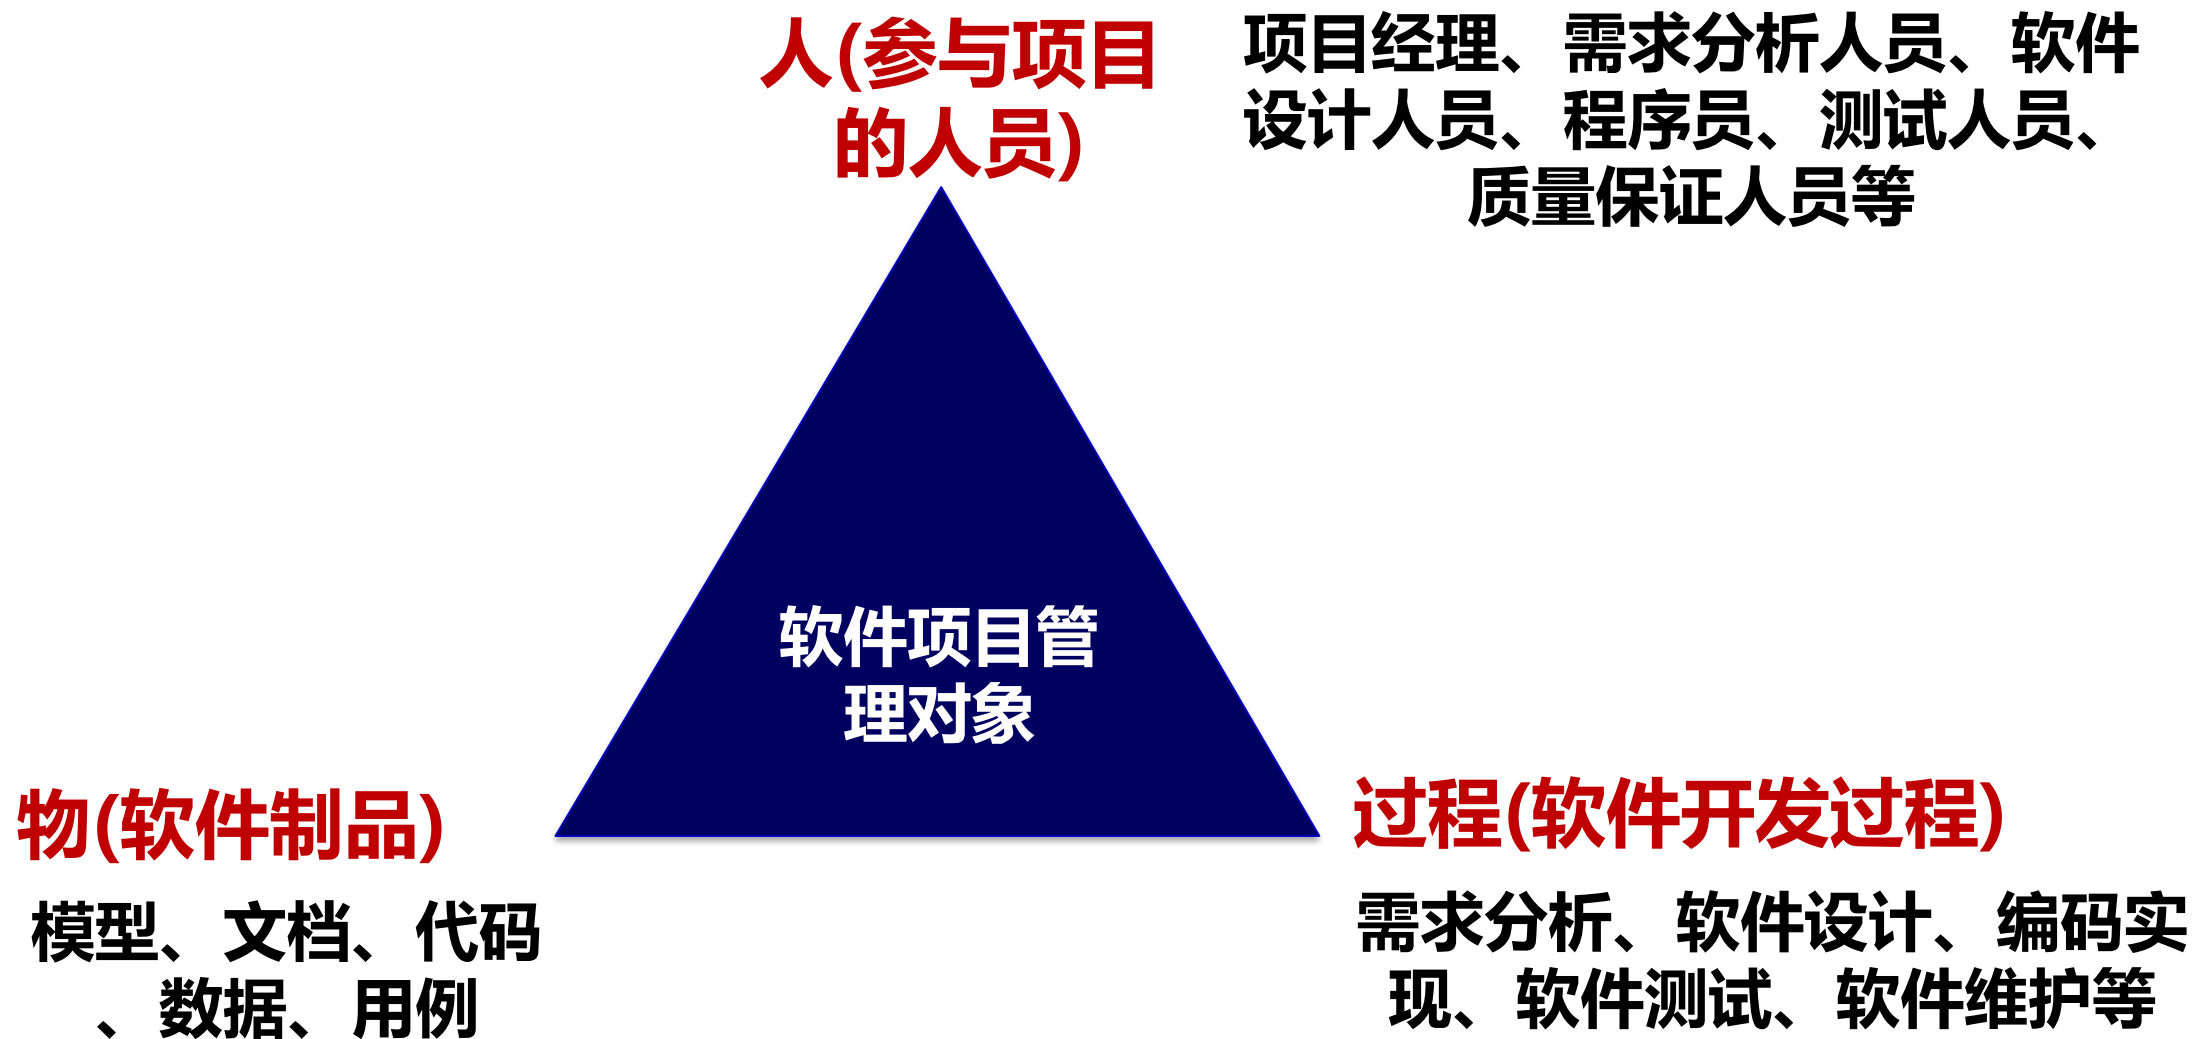 人(参与项目
的人员)
项目经理、需求分析人员、软件
设计人员、程序员、测试人员、
质量保证人员等
软件项目管
理对象
物(软件制品)
模型、文档、代码
、数据、用例
过程(软件开发过程)
需求分析、软件设计、编码实
现、软件测试、软件维护等